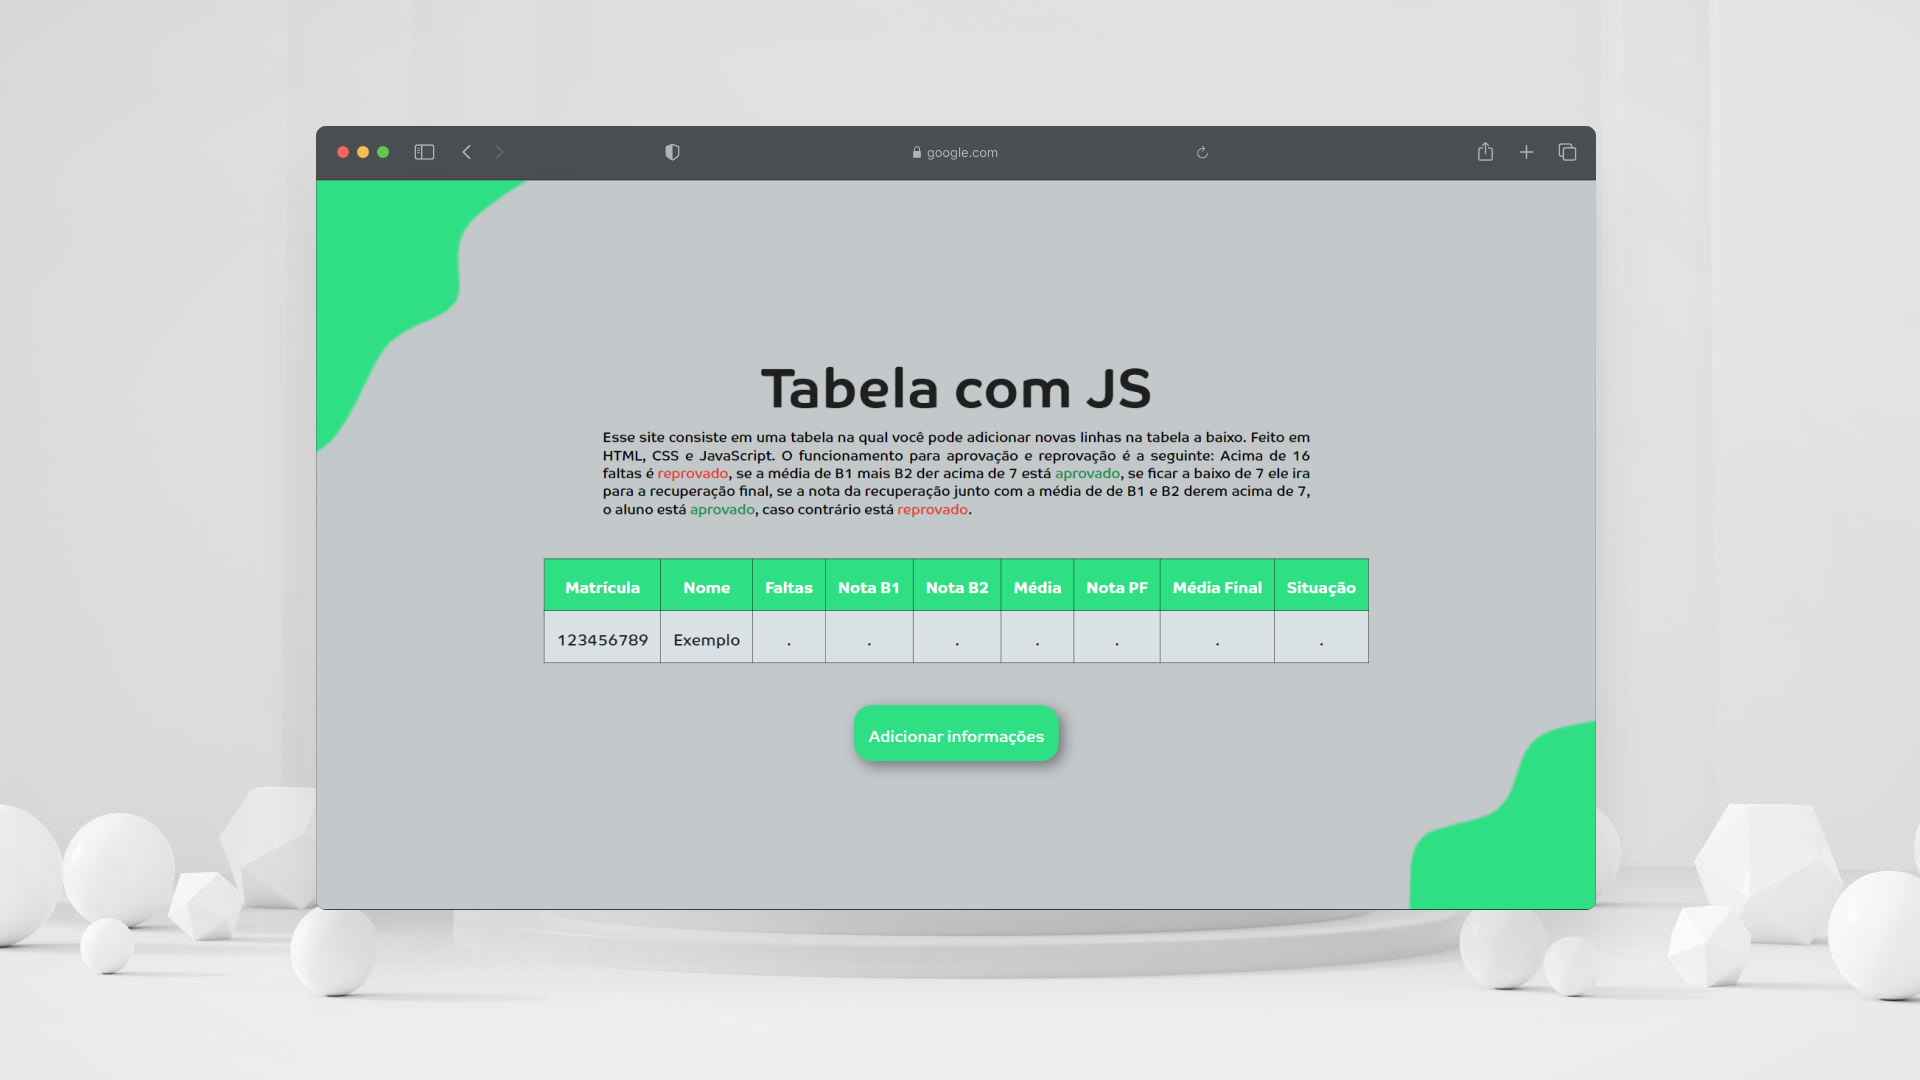 google.com
Tabela com JS
Esse site consiste em uma tabela na qual você pode adicionar novas linhas na tabela a baixo. Feito em
HTML, CSS e JavaScript. O funcionamento para aprovação e reprovação é a seguinte: Acima de 16
faltas é reprovado, se a média de B1 mais B2 der acima de 7 está aprovado, se ficar a baixo de 7 ele ira
para a recuperação final, se a nota da recuperação junto com a média de de B1 e B2 derem acima de 7,
o aluno está aprovado, caso contrário está reprovado.
Matrícula Nome Faltas Nota B1 Nota B2 Média Nota PF Média Final Situação
123456789 Exemplo . . . . . . .
Adicionar informações